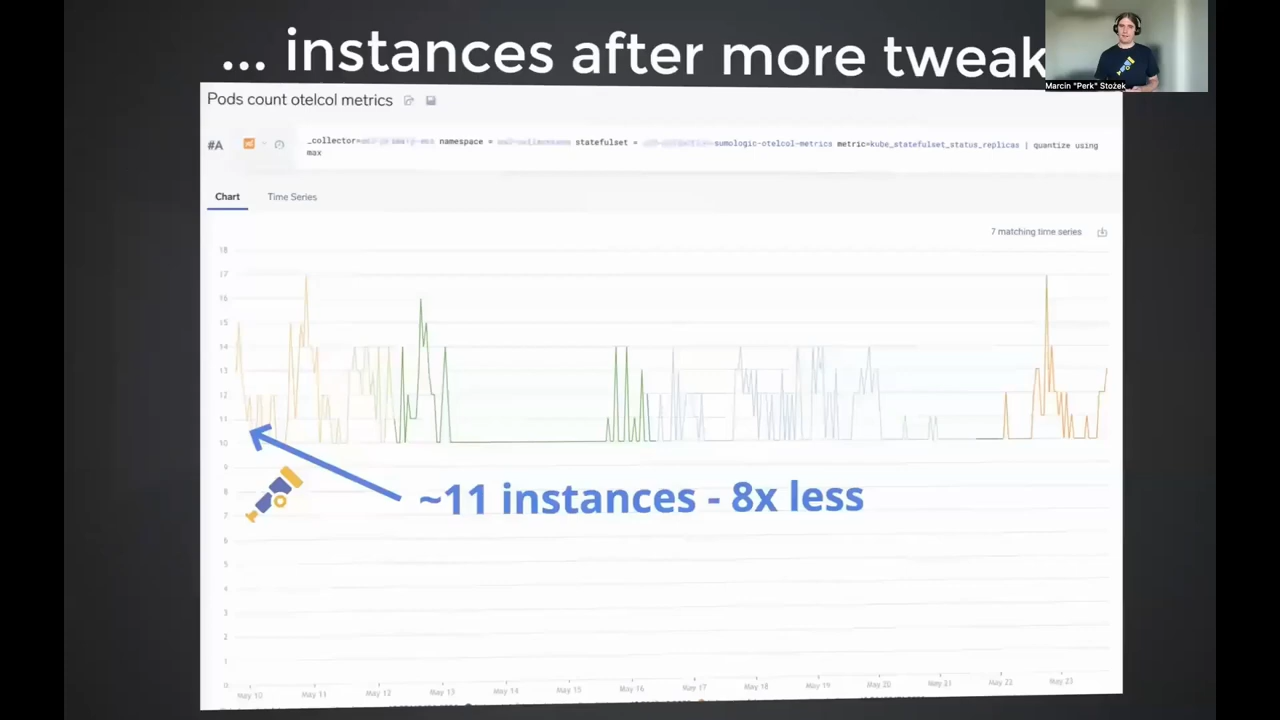 ... instances after more tweak
Marcin "Perk" Stożek
Pods count otelcol metrics
#A
_collector= namespace = statefulset = sumologic-otelcol-metrics metric=kube_statefulset_status_replicas | quantize using
max
Chart Time Series
7 matching time series
18
17
16
15
14
13
12
11
10
9
8
7
6
5
4
3
2
1
0
~11 instances - 8x less
May 10 May 11 May 12 May 13 May 14 May 15 May 16 May 17 May 18 May 19 May 20 May 21 May 22 May 23